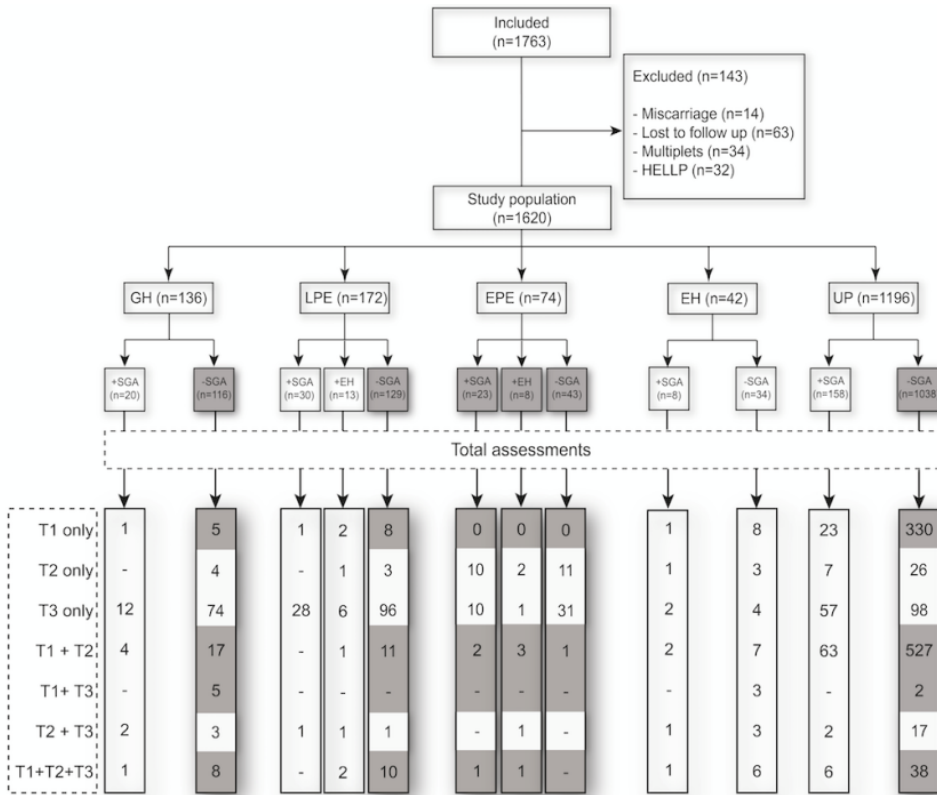 Included
(n=1763)
Excluded (n=143)
- Miscarriage (n=14)
- Lost to follow up (n=63)
- Multiplets (n=34)
- HELLP (n=32)
Study population
(n=1620)
GH (n=136) LPE (n=172) EPE (n=74) EH (n=42) UP (n=1196)
+SGA -SGA +SGA +EH -SGA +SGA +EH -SGA +SGA -SGA +SGA -SGA
(n=20) (n=116) (n=30) (n=13) (n=129) (n=23) (n=8) (n=43) (n=8) (n=34) (n=158) (n=1038)
Total assessments
T1 only 1 5 1 2 8 0 0 0 1 8 23 330
T2 only - 4 - 1 3 10 2 11 1 3 7 26
T3 only 12 74 28 6 96 10 1 31 2 4 57 98
T1 + T2 4 17 - 1 11 2 3 1 2 7 63 527
T1+ T3 - 5 - - - - - - - 3 - 2
T2 + T3 2 3 1 1 1 - 1 - 1 3 2 17
T1+T2+T3 1 8 - 2 10 1 1 - 1 6 6 38